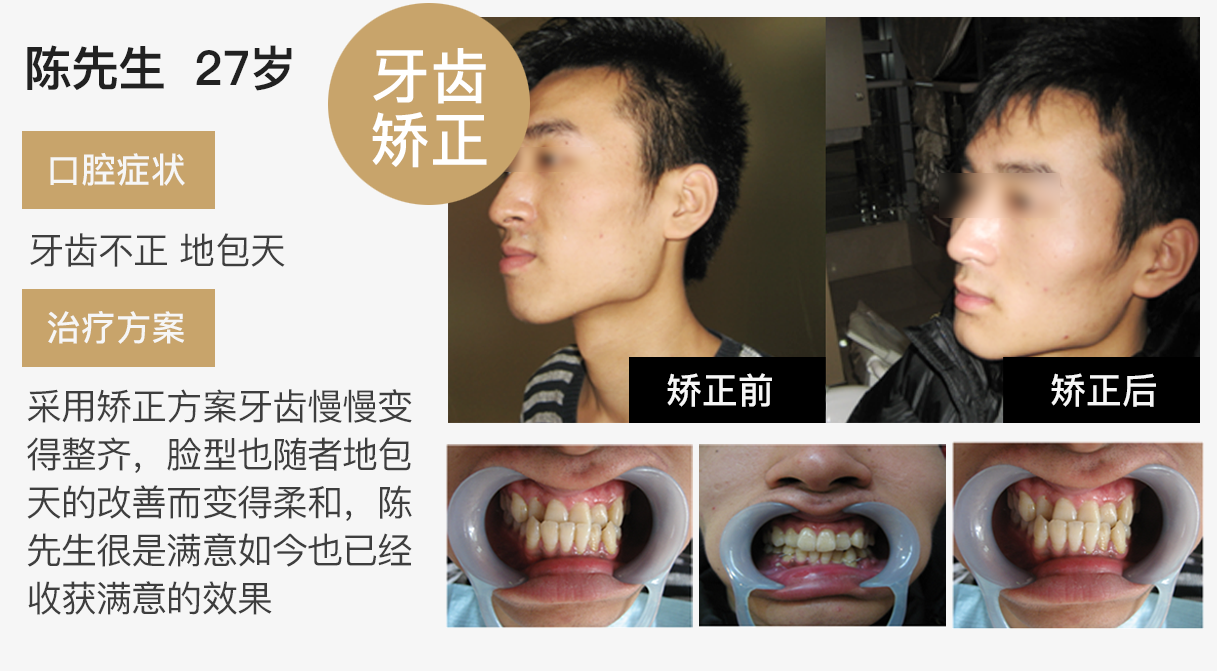 陈先生 27岁
牙齿
矫正
口腔症状
牙齿不正 地包天
治疗方案
采用矫正方案牙齿慢慢变
得整齐，脸型也随者地包
天的改善而变得柔和，陈
先生很是满意如今也已经
收获满意的效果
矫正前
矫正后